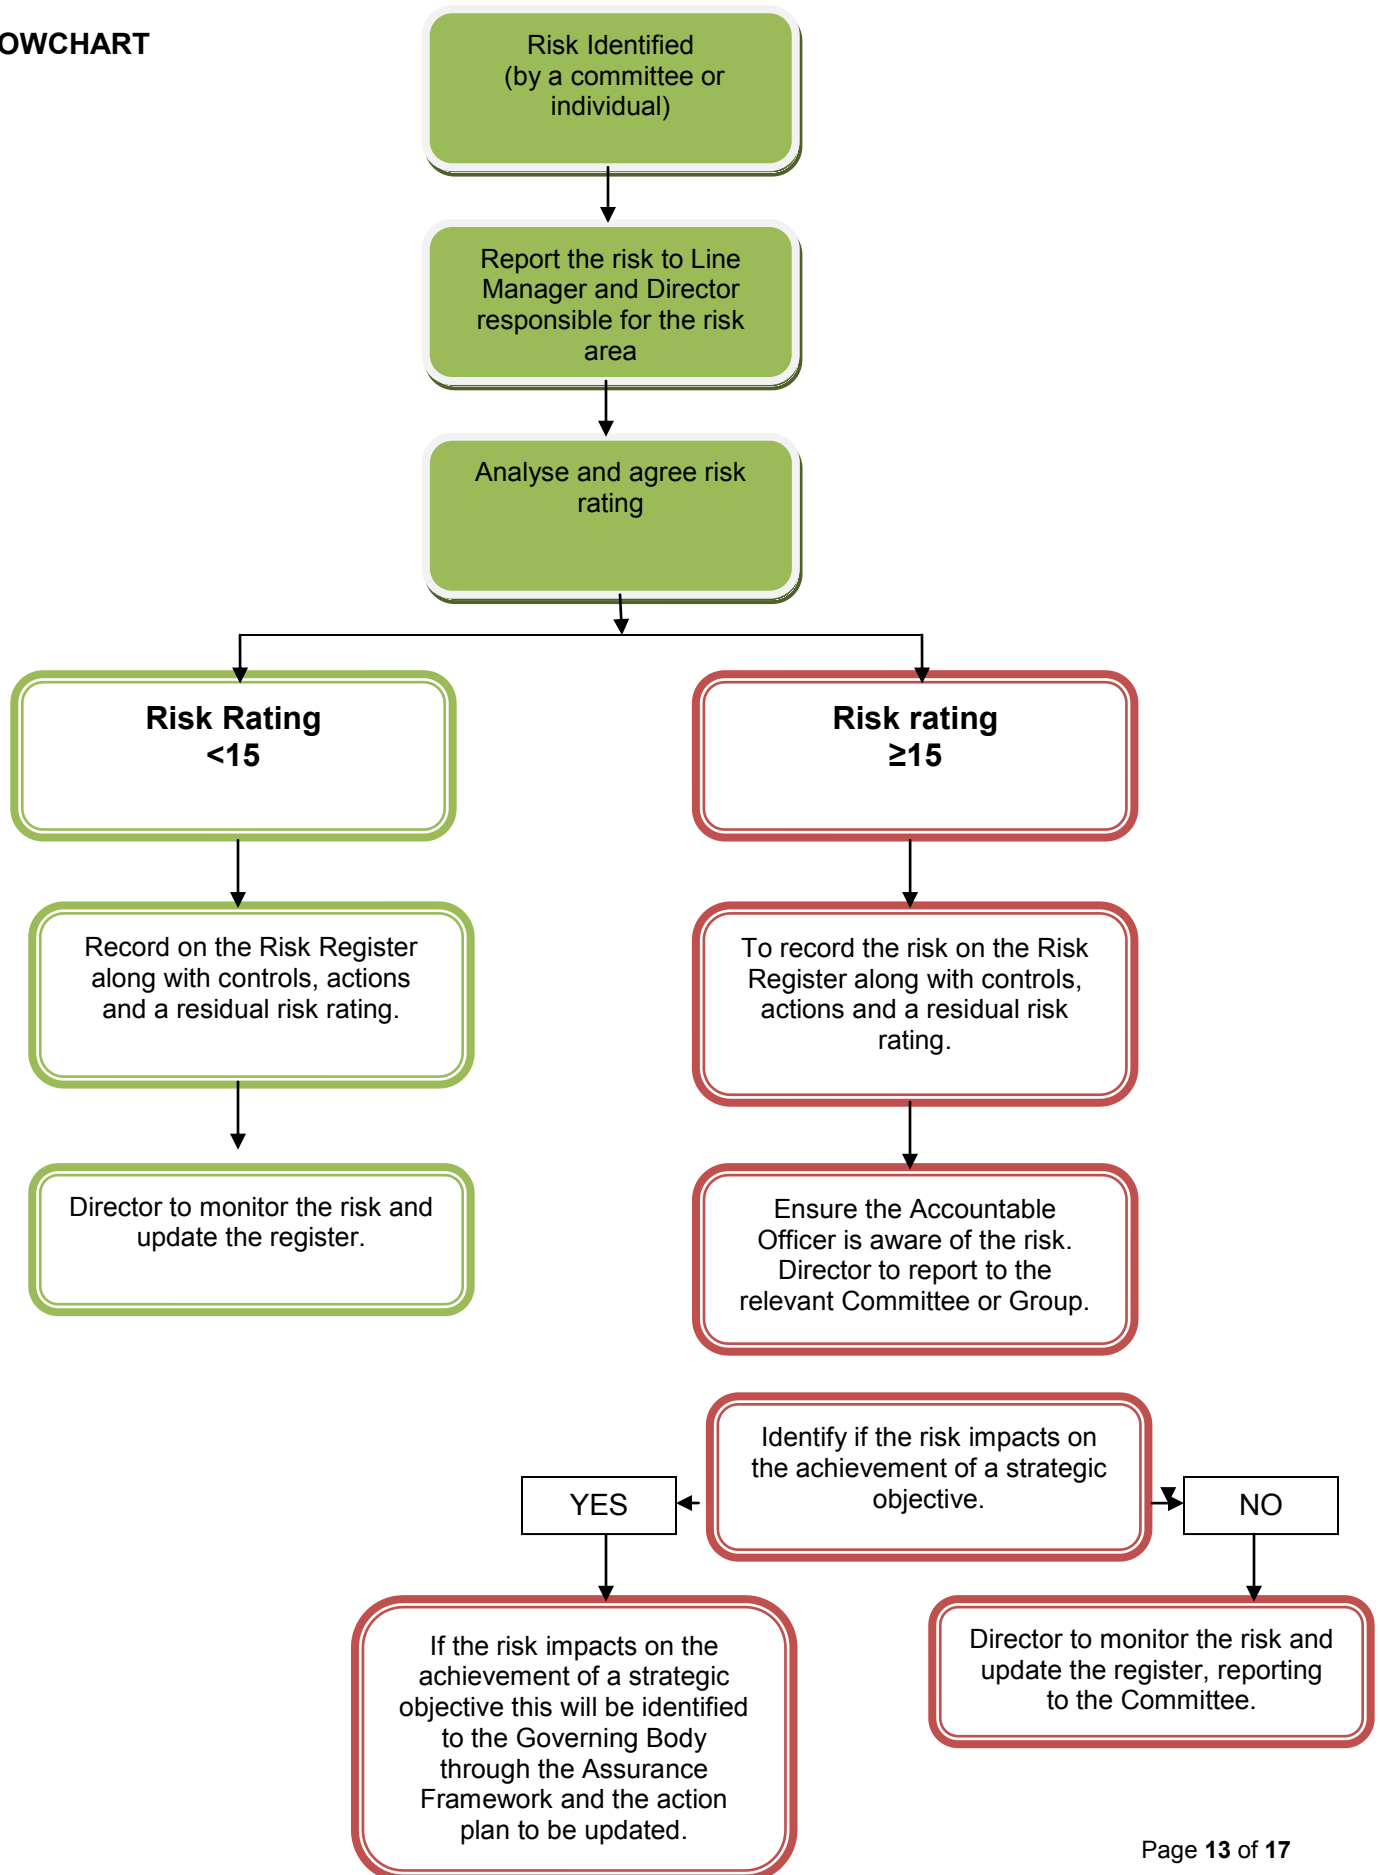 OWCHART
Risk Identified
(by a committee or
individual)
Report the risk to Line
Manager and Director
responsible for the risk
area
Analyse and agree risk
rating
Risk Rating
<15
Risk rating
≥15
Record on the Risk Register
along with controls, actions
and a residual risk rating.
To record the risk on the Risk
Register along with controls,
actions and a residual risk
rating.
Director to monitor the risk and
update the register.
Ensure the Accountable
Officer is aware of the risk.
Director to report to the
relevant Committee or Group.
Identify if the risk impacts on
the achievement of a strategic
objective.
YES
NO
If the risk impacts on the
achievement of a strategic
objective this will be identified
to the Governing Body
through the Assurance
Framework and the action
plan to be updated.
Director to monitor the risk and
update the register, reporting
to the Committee.
Page 13 of 17